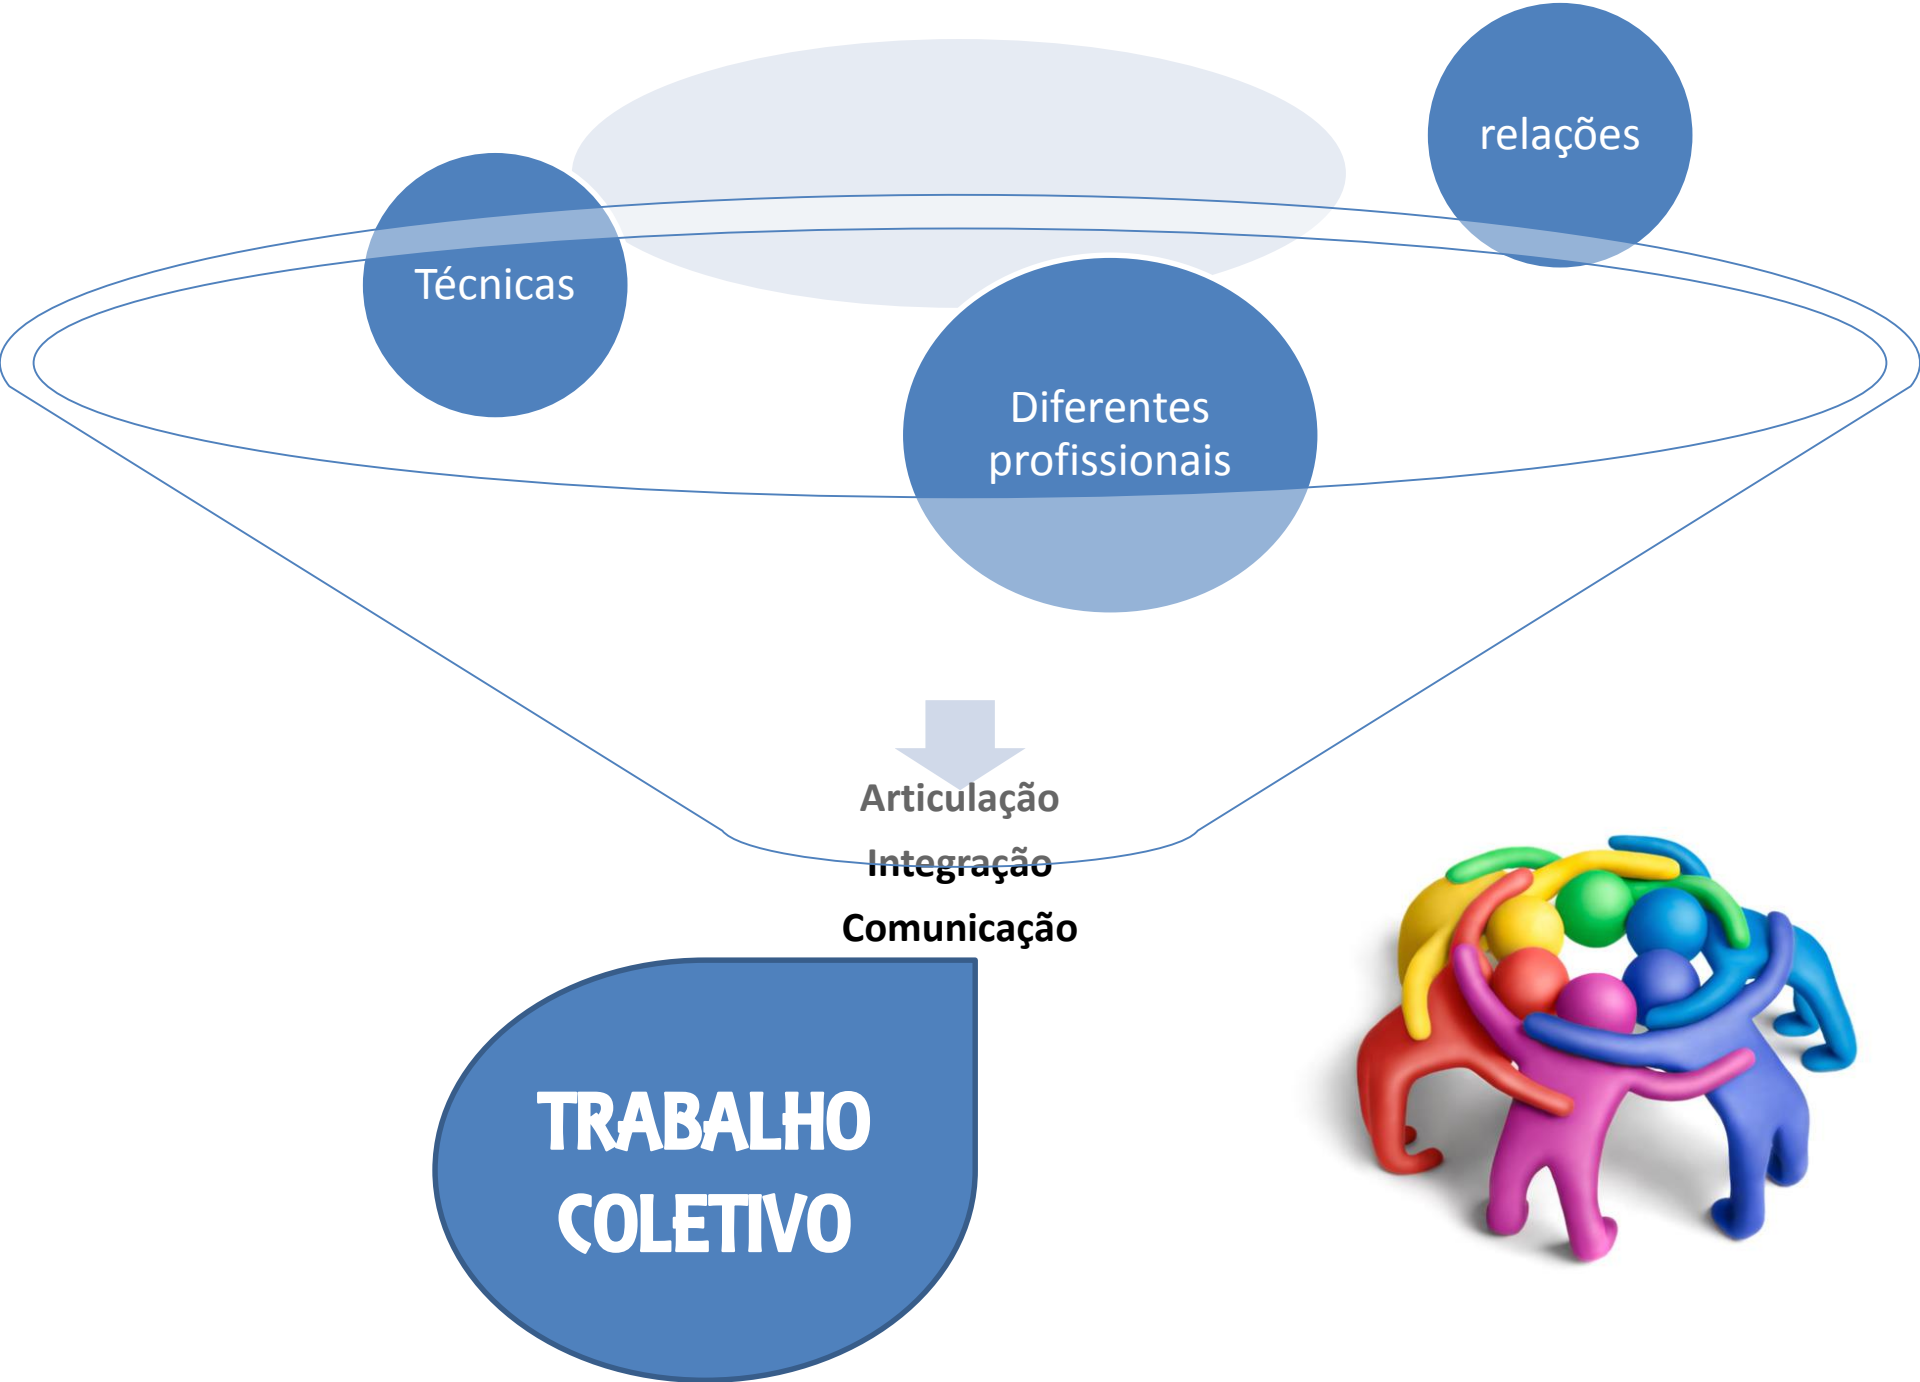 relações
Técnicas
Diferentes
profissionais
Articulação
Integração
Comunicação
TRABALHO
COLETIVO